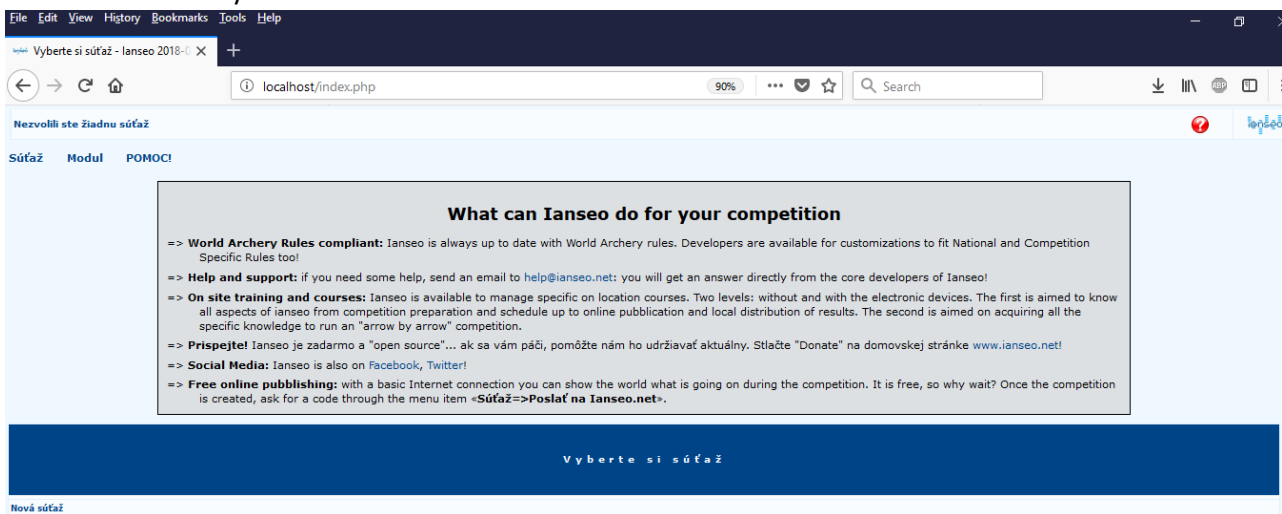 File Edit View History Bookmarks Tools Help
Vyberte si súťaž - Ianseo 2018-0
localhost/index.php 90% Search
Nezvolili ste žiadnu súťaž
ianseo
Súťaž Modul POMOC!
What can Ianseo do for your competition
=> World Archery Rules compliant: Ianseo is always up to date with World Archery rules. Developers are available for customizations to fit National and Competition
Specific Rules too!
=> Help and support: if you need some help, send an email to help@ianseo.net: you will get an answer directly from the core developers of Ianseo!
=> On site training and courses: Ianseo is available to manage specific on location courses. Two levels: without and with the electronic devices. The first is aimed to know
all aspects of ianseo from competition preparation and schedule up to online pubblication and local distribution of results. The second is aimed on acquiring all the
specific knowledge to run an "arrow by arrow" competition.
=> Prispejte! Ianseo je zadarmo a "open source"... ak sa vám páči, pomôžte nám ho udržiavať aktuálny. Stlačte "Donate" na domovskej stránke www.ianseo.net!
=> Social Media: Ianseo is also on Facebook, Twitter!
=> Free online pubblishing: with a basic Internet connection you can show the world what is going on during the competition. It is free, so why wait? Once the competition
is created, ask for a code through the menu item «Súťaž=>Poslať na Ianseo.net».
Vyberte si súťaž
Nová súťaž